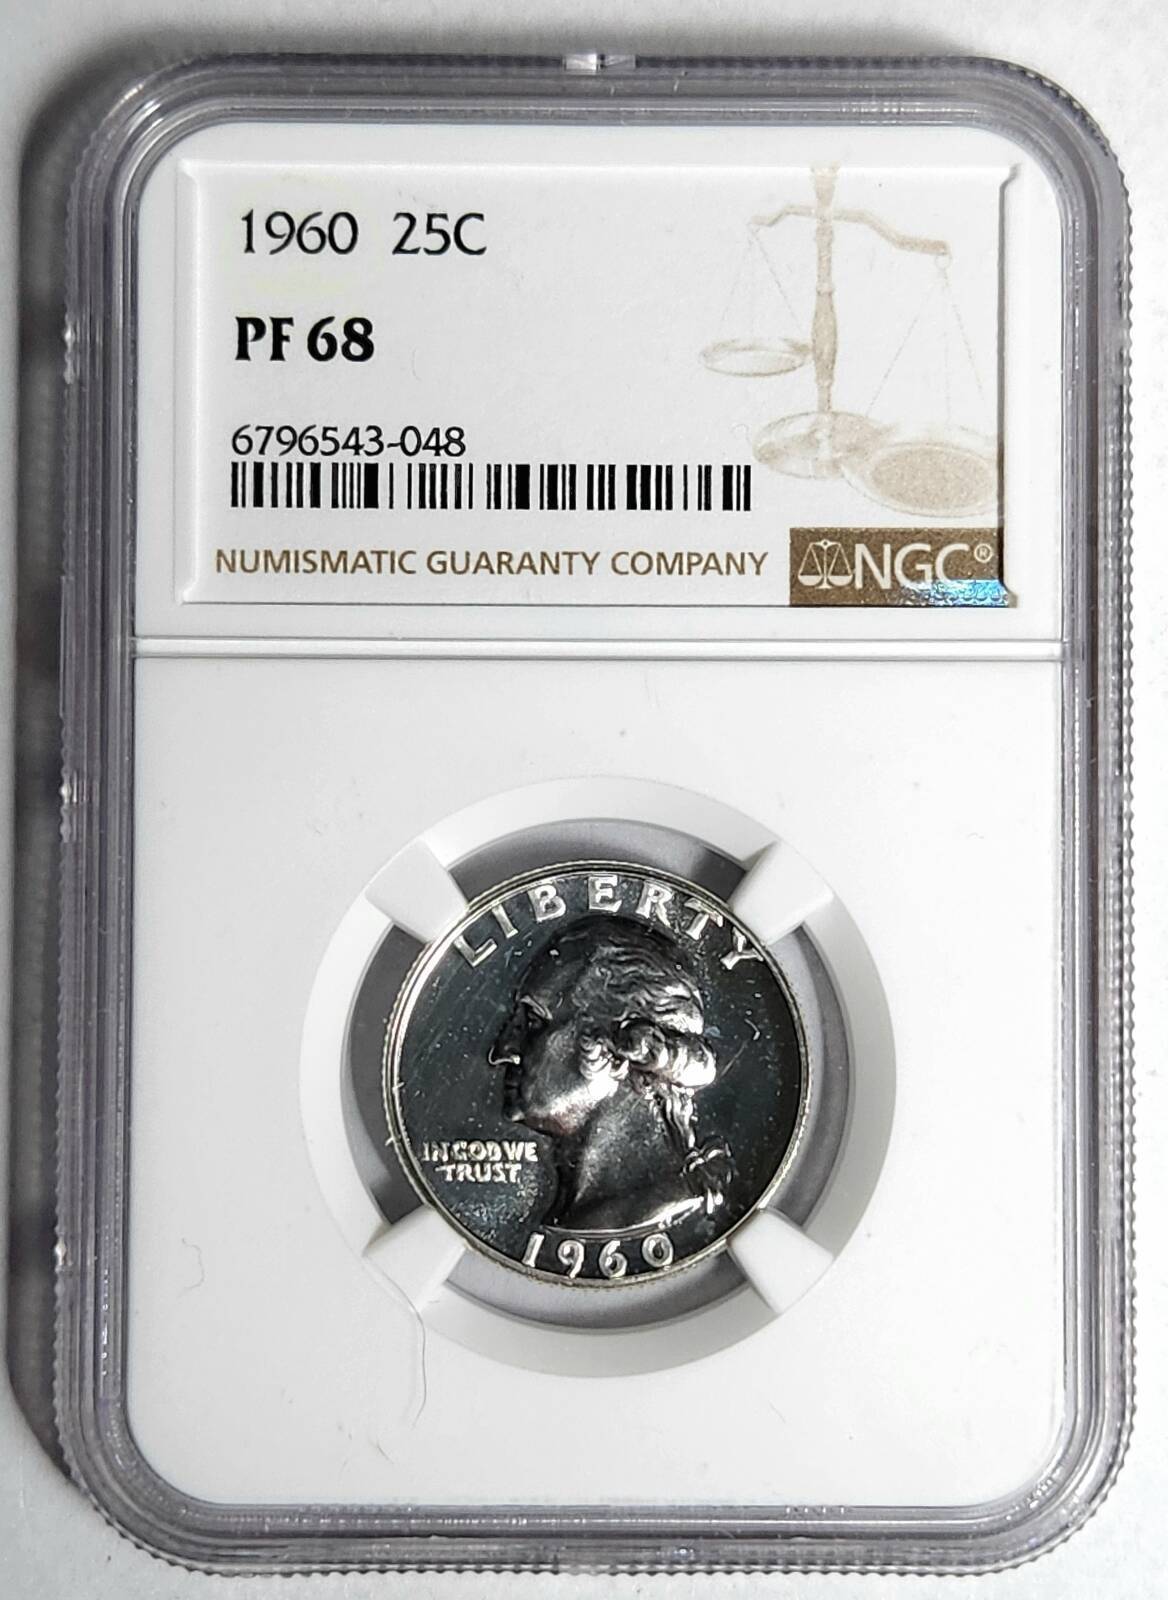 1960 25C
PF 68
6796543-048
NUMISMATIC GUARANTY COMPANY NGC®
LIBERTY
IN GOD WE
TRUST
1960